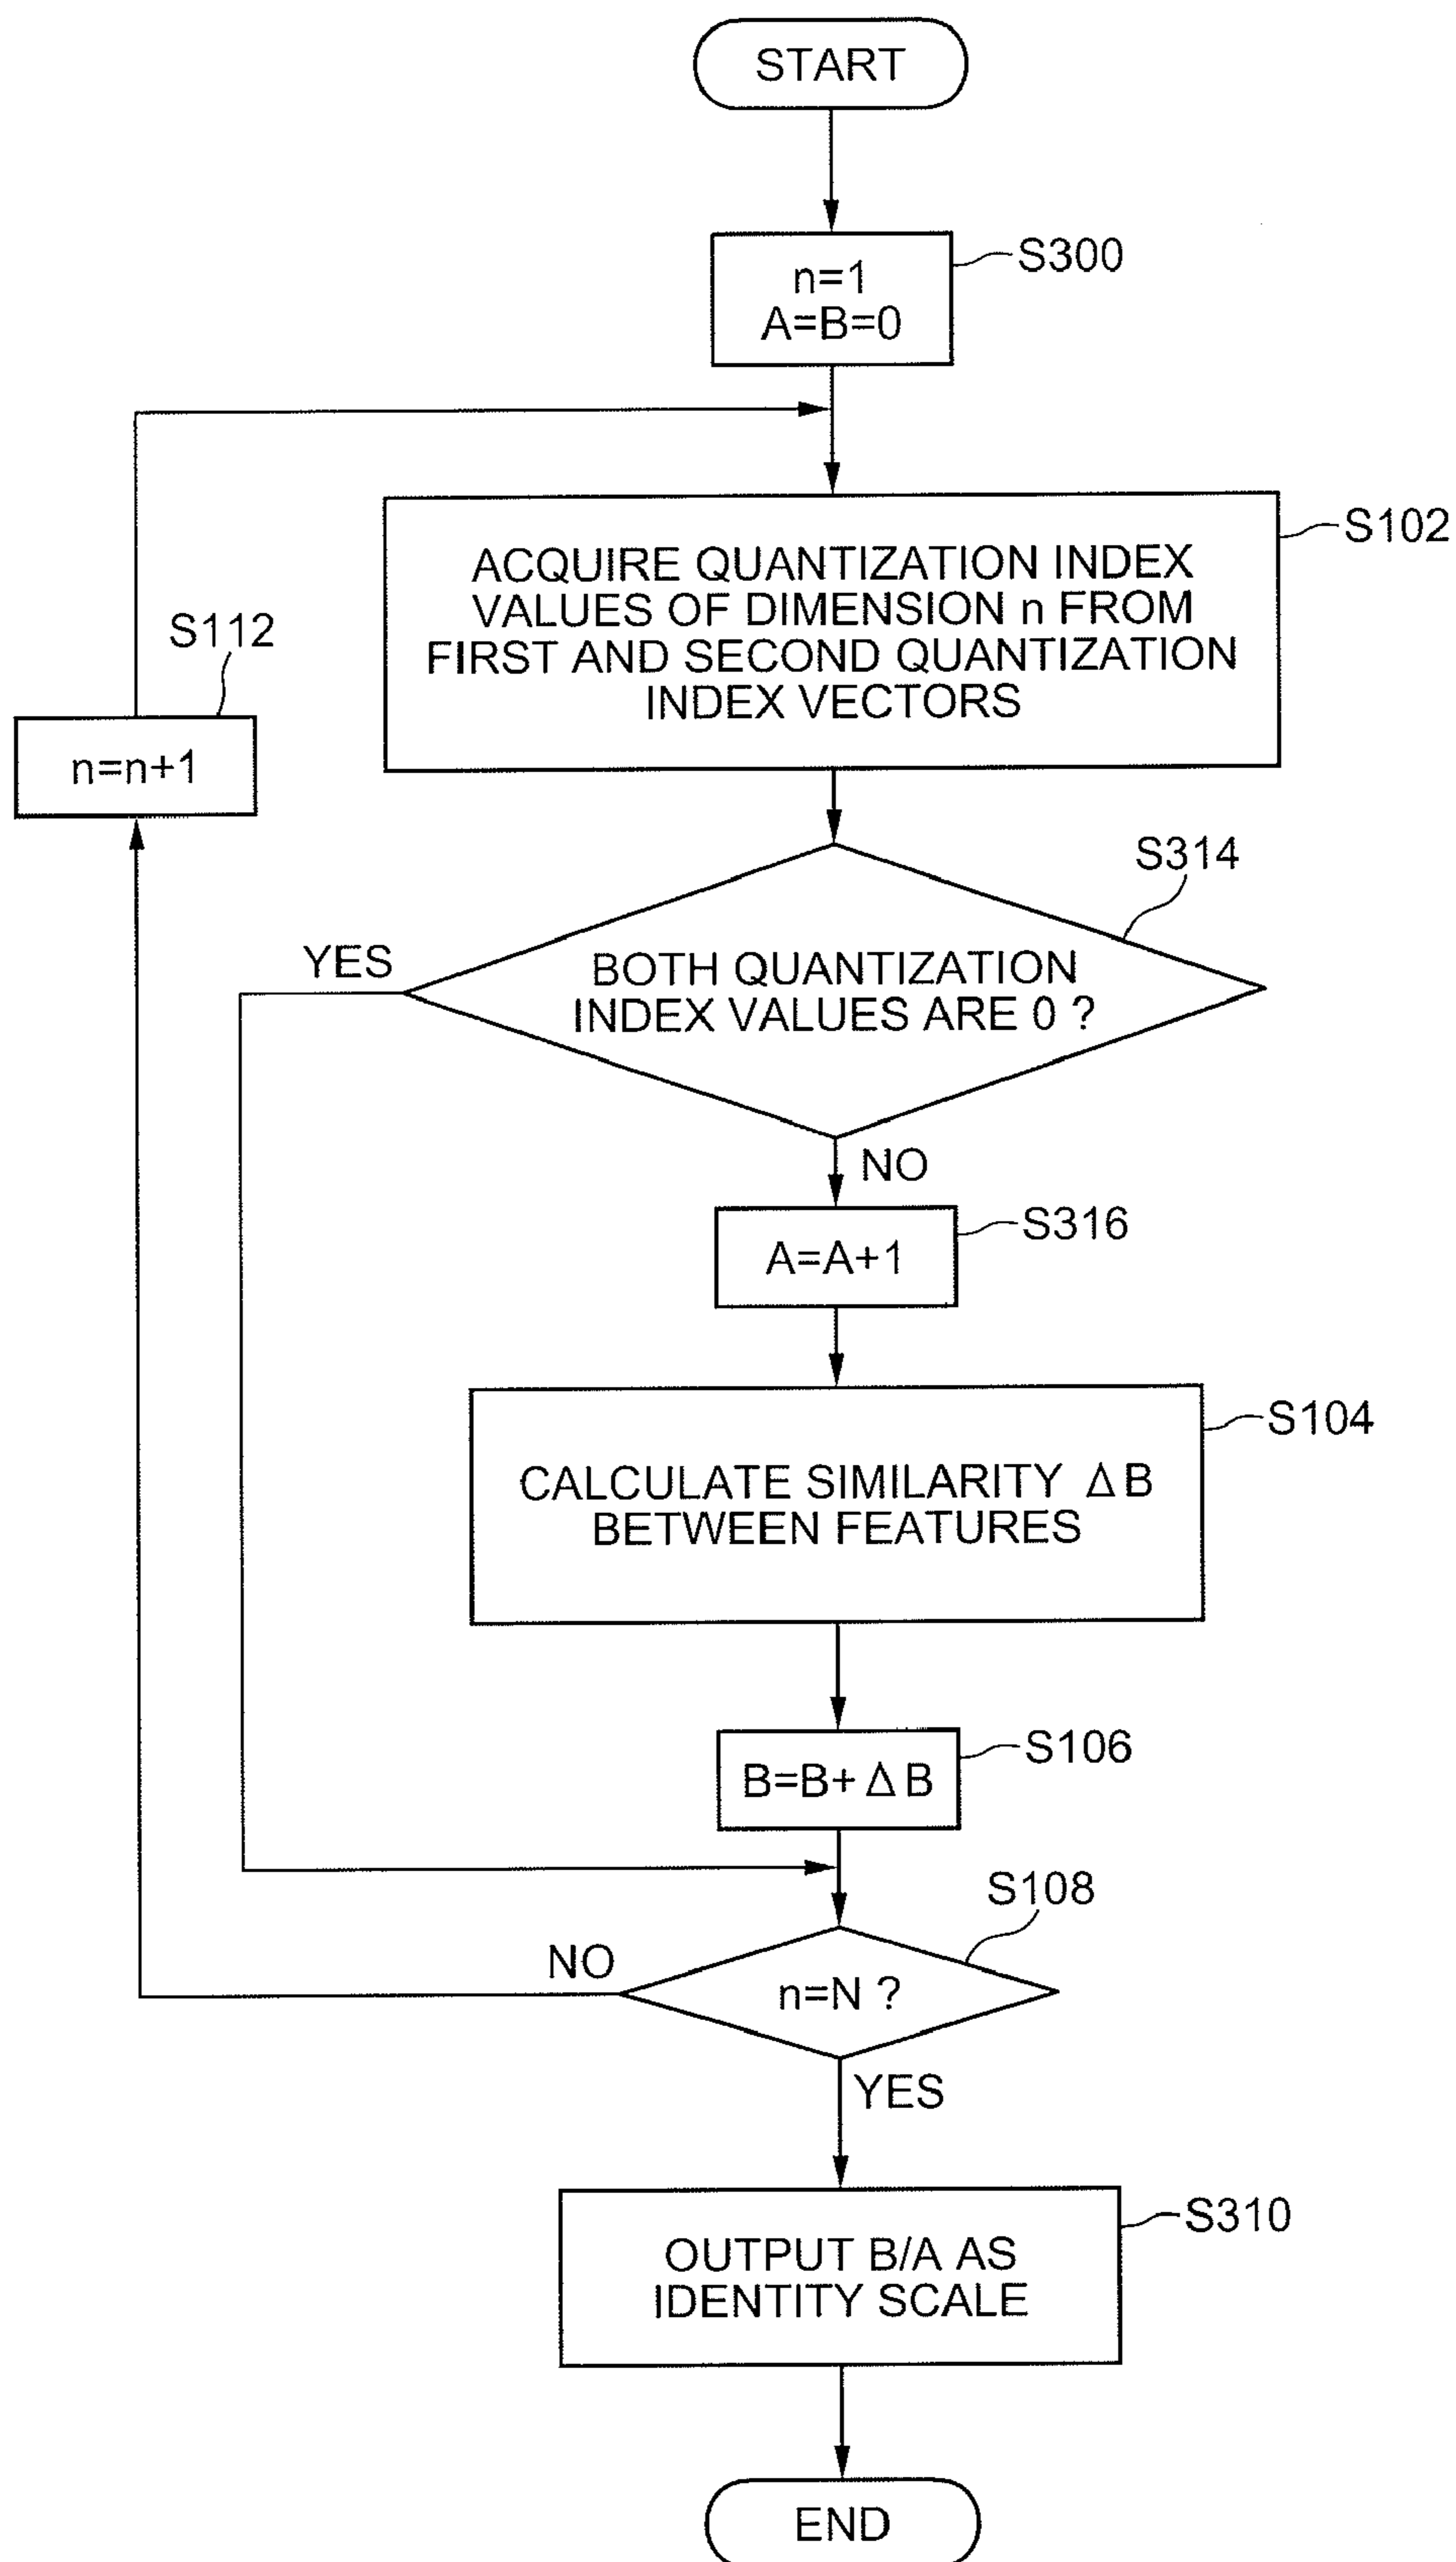 START
S300
n=1
A=B=0
S102
ACQUIRE QUANTIZATION INDEX
VALUES OF DIMENSION n FROM
FIRST AND SECOND QUANTIZATION
INDEX VECTORS
S112
n=n+1
S314
YES
BOTH QUANTIZATION
INDEX VALUES ARE 0 ?
NO
S316
A=A+1
S104
CALCULATE SIMILARITY Δ B
BETWEEN FEATURES
S106
B=B+ Δ B
S108
NO
n=N ?
YES
S310
OUTPUT B/A AS
IDENTITY SCALE
END